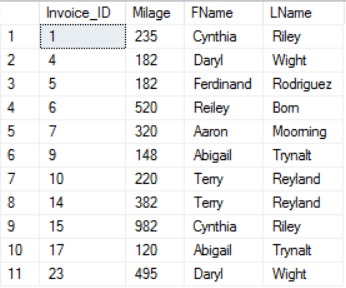 Invoice_ID Milage FName LName
1 1 235 Cynthia Riley
2 4 182 Daryl Wight
3 5 182 Ferdinand Rodriguez
4 6 520 Reiley Born
5 7 320 Aaron Moorning
6 9 148 Abigail Trynalt
7 10 220 Terry Reyland
8 14 382 Terry Reyland
9 15 982 Cynthia Riley
10 17 120 Abigail Trynalt
11 23 495 Daryl Wight